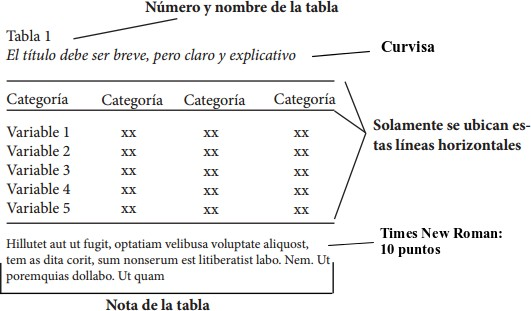 Número y nombre de la tabla
Tabla 1
El título debe ser breve, pero claro y explicativo
Curvisa
Categoría Categoría Categoría Categoría
Variable 1 xx xx xx
Variable 2 xx xx xx
Variable 3 xx xx xx
Variable 4 xx xx xx
Variable 5 xx xx xx
Solamente se ubican es-
tas líneas horizontales
Hillutet aut ut fugit, optatiam velibusa voluptate aliquost,
tem as dita corit, sum nonserum est litiberatist labo. Nem. Ut
poremquias dollabo. Ut quam
Times New Roman:
10 puntos
Nota de la tabla